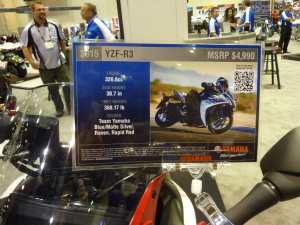 2015 YZF-R3 MSRP $4,990
ENGINE
320.6cc
SEAT HEIGHT
30.7 in
WET WEIGHT
368.17 lb
COLORS
Team Yamaha
Blue/Matte Silver,
Raven, Rapid Red
YAMAHA
YAMAHA